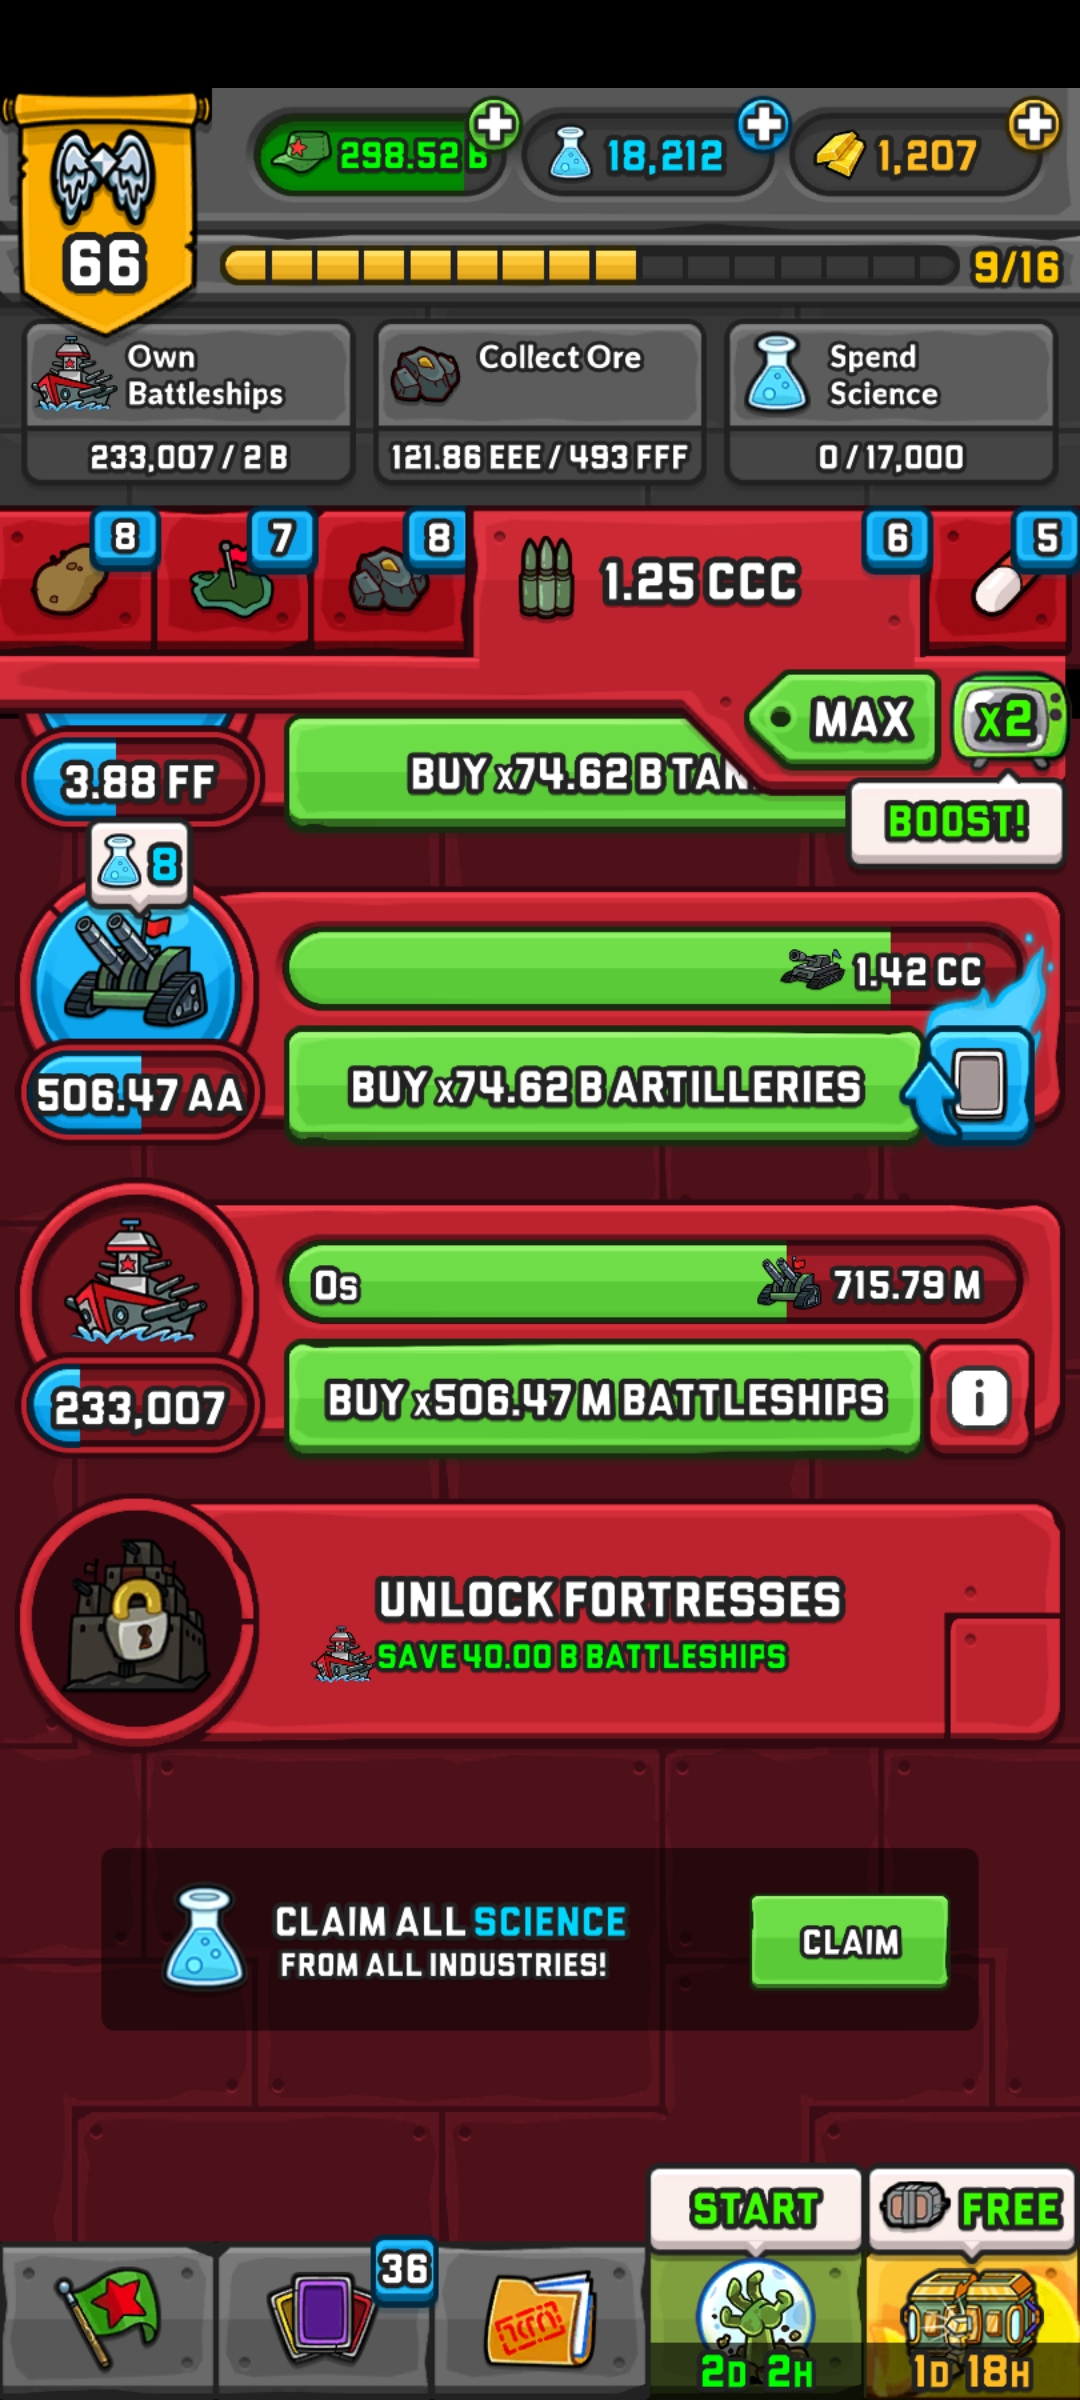 298.52 B
18,212
1,207
66
9/16
Own
Battleships
233,007 / 2 B
Collect Ore
121.86 EEE / 493 FFF
Spend
Science
0 / 17,000
8
7
8
1.25 CCC
6
5
MAX
x2
BOOST!
3.88 FF
BUY x74.62 B TAN
8
1.42 CC
506.47 AA
BUY x74.62 B ARTILLERIES
0s
715.79 M
233,007
BUY x506.47 M BATTLESHIPS
i
UNLOCK FORTRESSES
SAVE 40.00 B BATTLESHIPS
CLAIM ALL SCIENCE
FROM ALL INDUSTRIES!
CLAIM
36
START
FREE
2D 2H
1D 18H